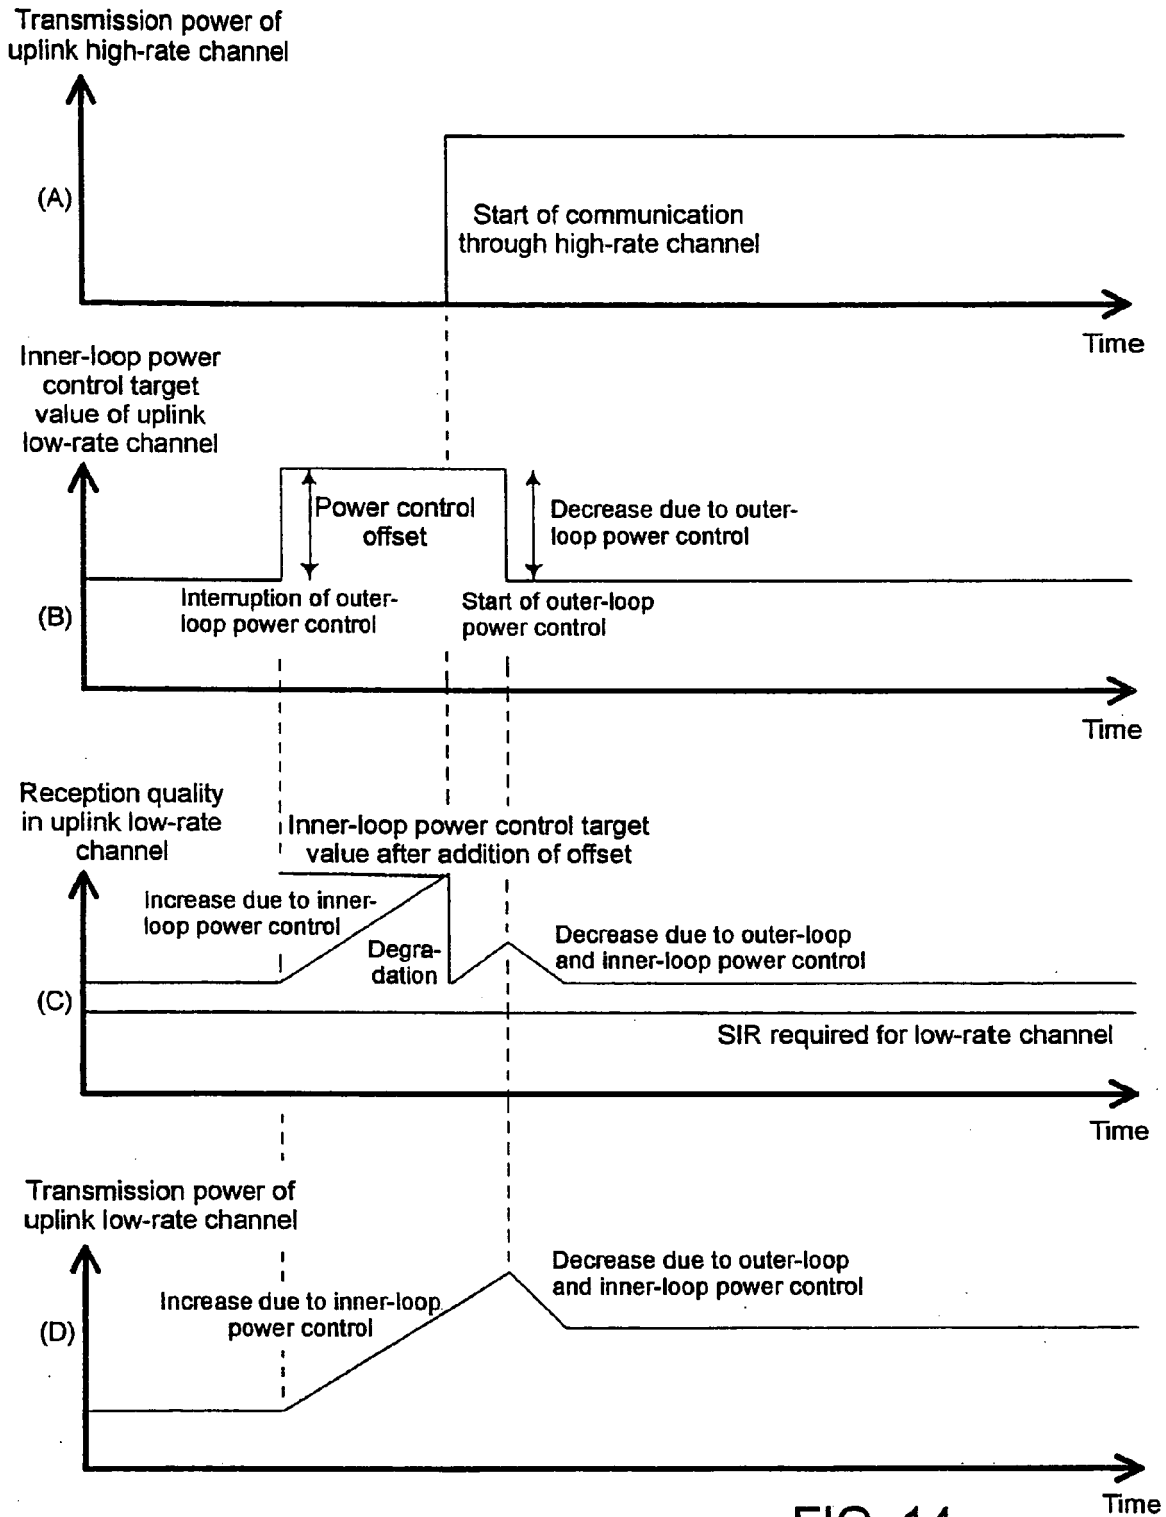 Transmission power of
uplink high-rate channel
(A)
Start of communication
through high-rate channel
Time
Inner-loop power
control target
value of uplink
low-rate channel
Power control
offset
Decrease due to outer-
loop power control
(B)
Interruption of outer-
loop power control
Start of outer-loop
power control
Time
Reception quality
in uplink low-rate
channel
Inner-loop power control target
value after addition of offset
Increase due to inner-
loop power control
Degra-
dation
Decrease due to outer-loop
and inner-loop power control
(C)
SIR required for low-rate channel
Time
Transmission power of
uplink low-rate channel
Decrease due to outer-loop
and inner-loop power control
Increase due to inner-loop
power control
(D)
Time
FIG. 14